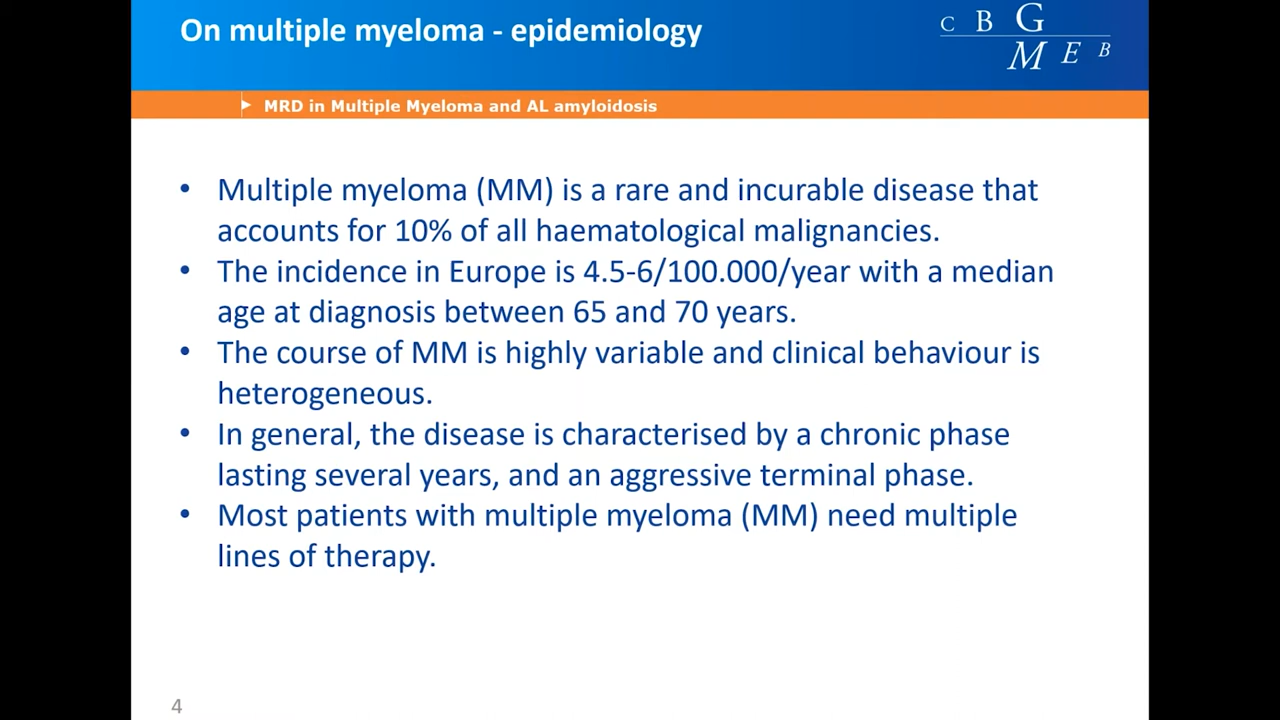 On multiple myeloma - epidemiology
C B G
M E B
MRD in Multiple Myeloma and AL amyloidosis
• Multiple myeloma (MM) is a rare and incurable disease that
accounts for 10% of all haematological malignancies.
• The incidence in Europe is 4.5-6/100.000/year with a median
age at diagnosis between 65 and 70 years.
• The course of MM is highly variable and clinical behaviour is
heterogeneous.
• In general, the disease is characterised by a chronic phase
lasting several years, and an aggressive terminal phase.
• Most patients with multiple myeloma (MM) need multiple
lines of therapy.
4